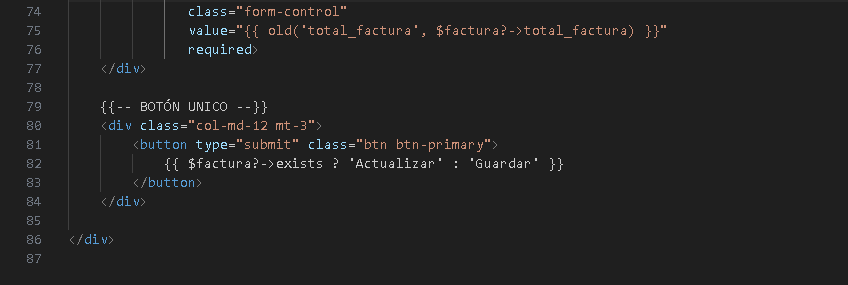 74 class="form-control"
75 value="{{ old('total_factura', $factura?->total_factura) }}"
76 required>
77 </div>
78
79 {{-- BOTÓN UNICO --}}
80 <div class="col-md-12 mt-3">
81 <button type="submit" class="btn btn-primary">
82 {{ $factura?->exists ? 'Actualizar' : 'Guardar' }}
83 </button>
84 </div>
85
86 </div>
87